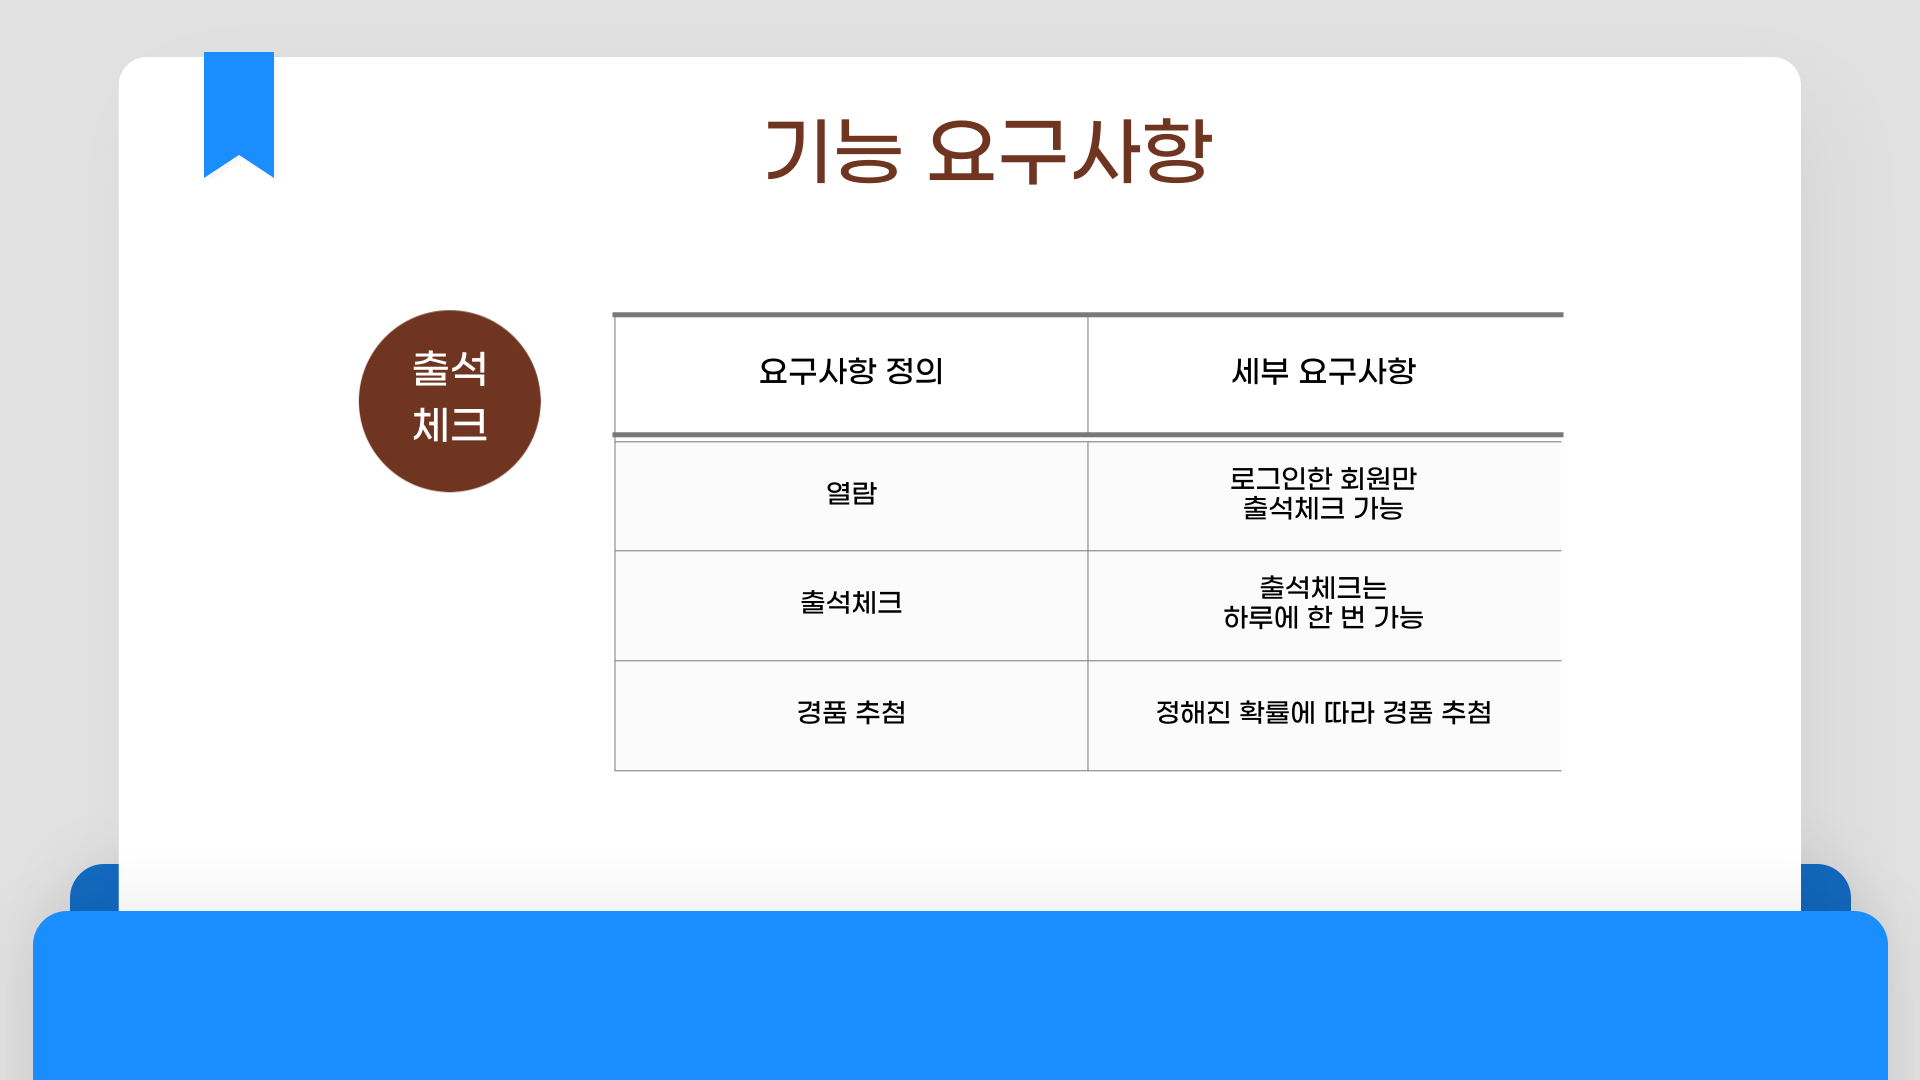 기능 요구사항
출석
체크
요구사항 정의
세부 요구사항
열람
로그인한 회원만
출석체크 가능
출석체크
출석체크는
하루에 한 번 가능
경품 추첨
정해진 확률에 따라 경품 추첨